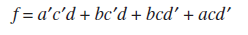 f = a′c′d + bc′d + bcd′ + acd′